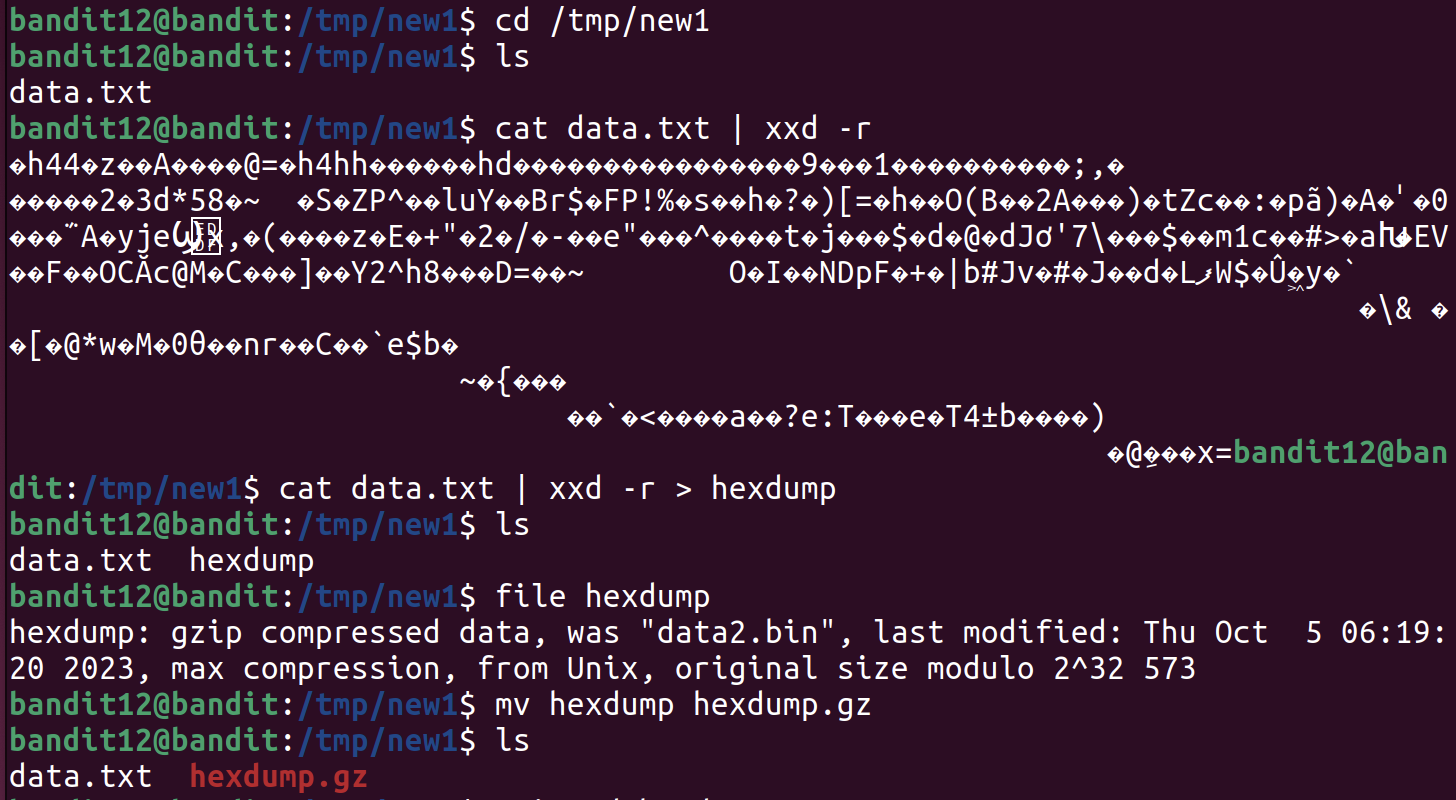 bandit12@bandit:/tmp/new1$ cd /tmp/new1
bandit12@bandit:/tmp/new1$ ls
data.txt
bandit12@bandit:/tmp/new1$ cat data.txt | xxd -r
�h44�z��A����@=�h4hh������hd����������������9���1����������;,�
�����2�3d*58�~  �S�ZP^��luY��Br$�FP!%�s��h�?�)[=�h��O(B��2A���)�tZc��:�pã)�A�ˈ�0
,�(����z�E�+"�2�/�-��e"���^����t�j���$�d�@�dJơ'7\���$��m1c��#>�
��F��OCĂc@M�C���]��Y2^h8���D=��~        O�I��NDpF�+�|b#Jv�#�J��d�L
�\& �
�[�@*w�M�0θ��nr��C��`e$b�
~�{���
��`�<����a��?e:T���e�T4±b����)
x=bandit12@ban
dit:/tmp/new1$ cat data.txt | xxd -r > hexdump
bandit12@bandit:/tmp/new1$ ls
data.txt  hexdump
bandit12@bandit:/tmp/new1$ file hexdump
hexdump: gzip compressed data, was "data2.bin", last modified: Thu Oct  5 06:19:
20 2023, max compression, from Unix, original size modulo 2^32 573
bandit12@bandit:/tmp/new1$ mv hexdump hexdump.gz
bandit12@bandit:/tmp/new1$ ls
data.txt  hexdump.gz